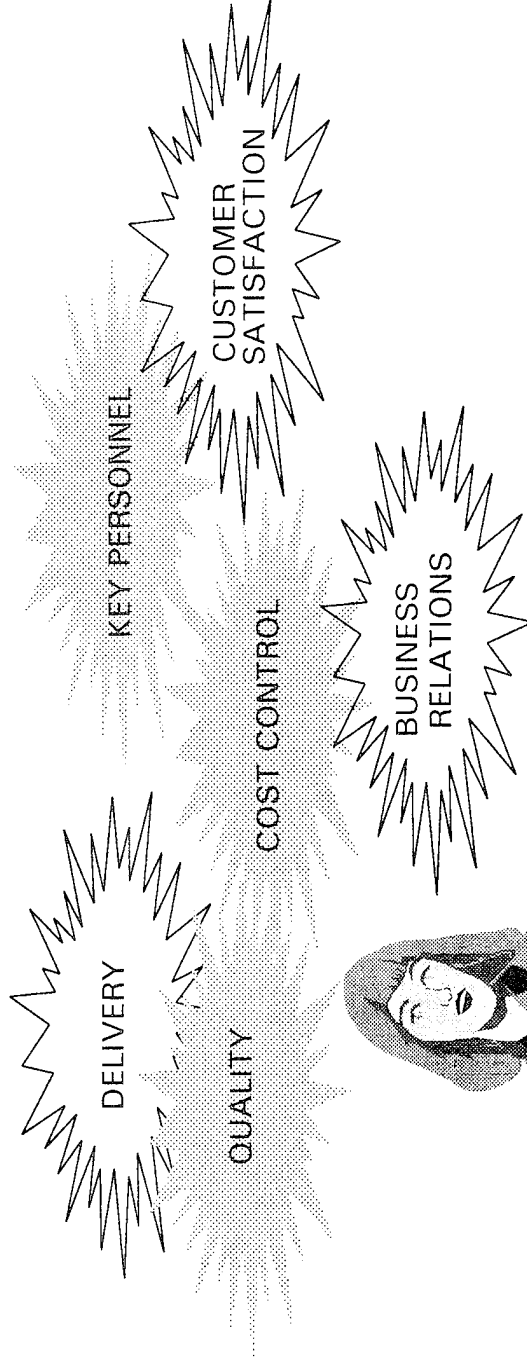 DELIVERY
KEY PERSONNEL
QUALITY
COST CONTROL
CUSTOMER
SATISFACTION
BUSINESS
RELATIONS